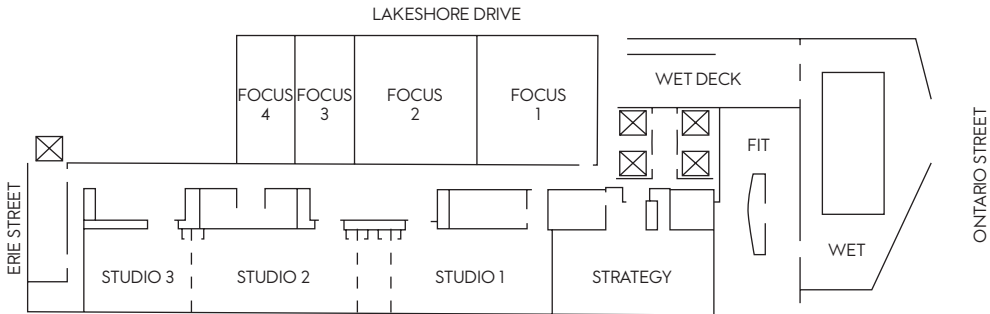 LAKESHORE DRIVE
WET DECK
FOCUS
4
FOCUS
3
FOCUS
2
FOCUS
1
FIT
ERIE STREET
ONTARIO STREET
WET
STUDIO 3
STUDIO 2
STUDIO 1
STRATEGY